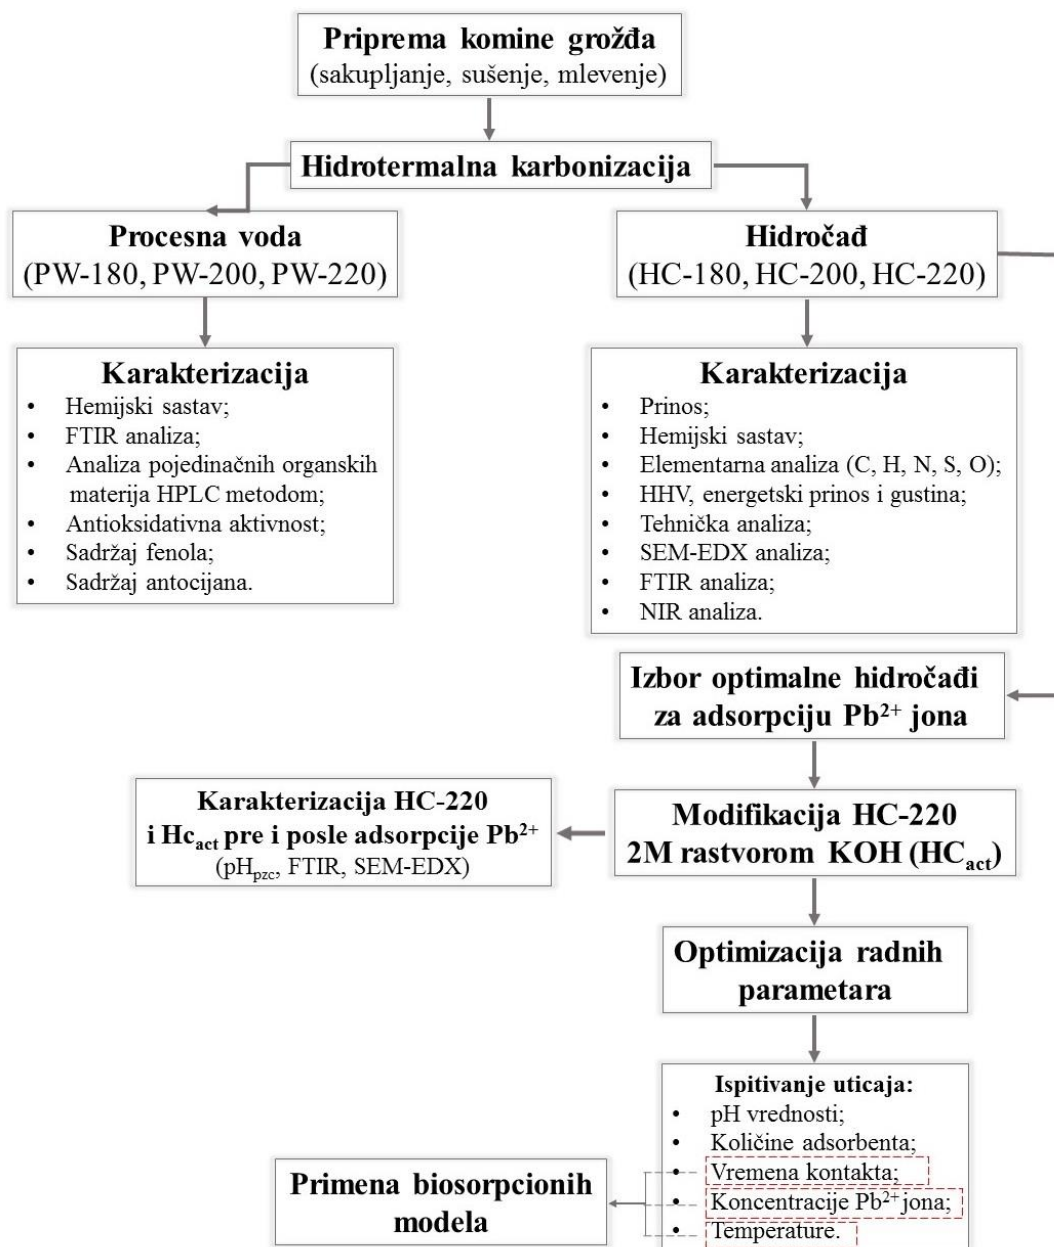 Priprema komine grožđa
(sakupljanje, sušenje, mlevenje)
Hidrotermalna karbonizacija
Procesna voda
(PW-180, PW-200, PW-220)
Hidročađ
(HC-180, HC-200, HC-220)
Karakterizacija
• Hemijski sastav;
• FTIR analiza;
• Analiza pojedinačnih organskih
materija HPLC metodom;
• Antioksidativna aktivnost;
• Sadržaj fenola;
• Sadržaj antocijana.
Karakterizacija
• Prinos;
• Hemijski sastav;
• Elementarna analiza (C, H, N, S, O);
• HHV, energetski prinos i gustina;
• Tehnička analiza;
• SEM-EDX analiza;
• FTIR analiza;
• NIR analiza.
Izbor optimalne hidročađi
za adsorpciju Pb²⁺ jona
Karakterizacija HC-220
i Hcact pre i posle adsorpcije Pb²⁺
(pHpzc, FTIR, SEM-EDX)
Modifikacija HC-220
2M rastvorom KOH (HCact)
Optimizacija radnih
parametara
Ispitivanje uticaja:
• pH vrednosti;
• Količine adsorbenta;
• Vremena kontakta;
• Koncentracije Pb²⁺ jona;
• Temperature.
Primena biosorpcionih
modela